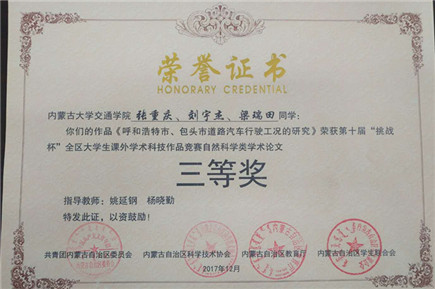 荣誉证书
HONORARY CREDENTIAL
内蒙古大学交通学院 张重庆、刘宇杰、梁瑞田 同学：
你们的作品《呼和浩特市、包头市道路汽车行驶工况的研究》荣获第十届“挑战
杯”全区大学生课外学术科技作品竞赛自然科学类学术论文
三等奖
指导教师：姚延钢 杨晓勤
特发此证，以资鼓励！
共青团内蒙古自治区委员会 内蒙古自治区科学技术协会 内蒙古自治区教育厅 内蒙古自治区学生联合会
2017年12月